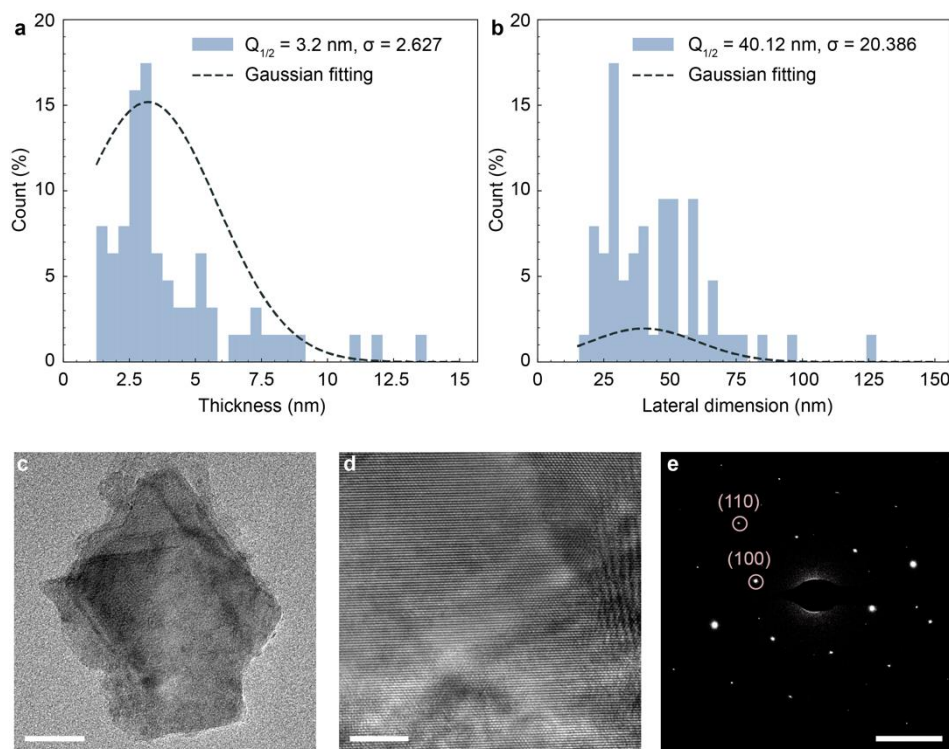 a
20
15
10
5
0
Count (%)
Q1/2 = 3.2 nm, σ = 2.627
Gaussian fitting
0 2.5 5 7.5 10 12.5 15
Thickness (nm)
b
20
15
10
5
0
Count (%)
Q1/2 = 40.12 nm, σ = 20.386
Gaussian fitting
0 25 50 75 100 125 150
Lateral dimension (nm)
c
d
e
(110)
(100)